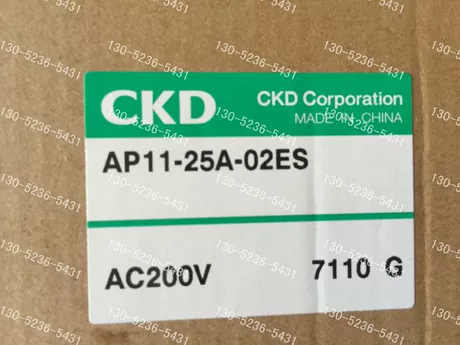 CKD
CKD Corporation
MADE IN CHINA
AP11-25A-02ES
AC200V 7110 G
130-5236-5431